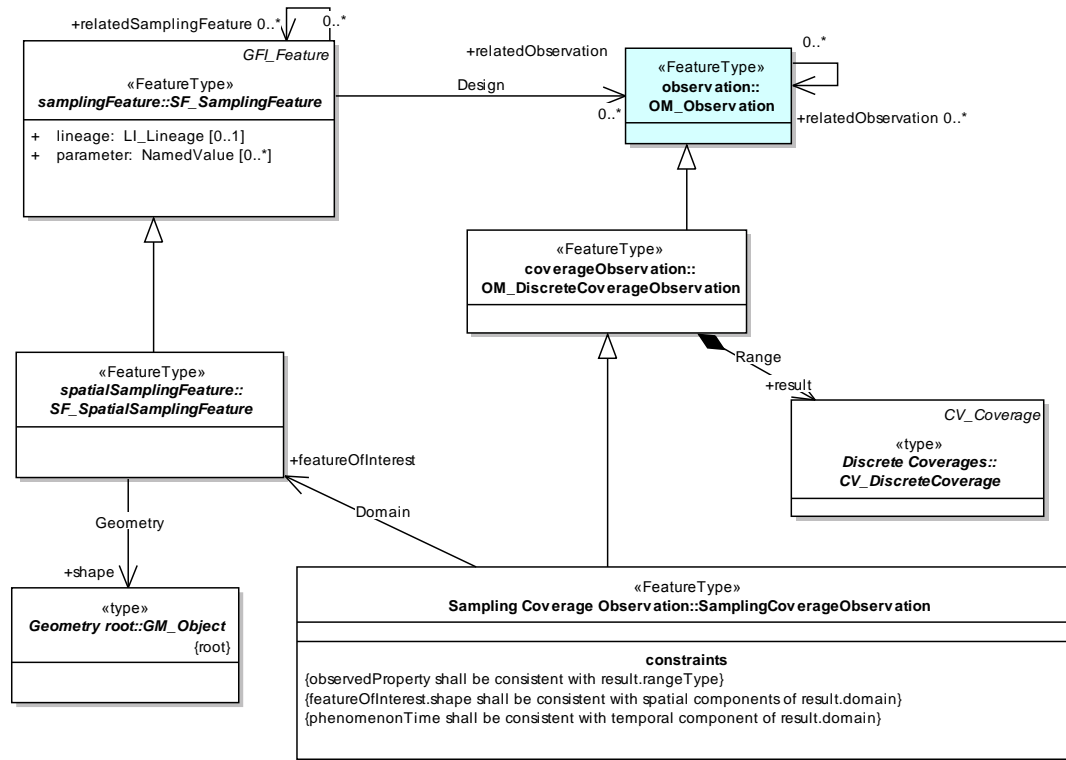 +relatedSamplingFeature 0..*
0..*
GFI_Feature
«FeatureType»
samplingFeature::SF_SamplingFeature
+ lineage: LI_Lineage [0..1]
+ parameter: NamedValue [0..*]
+relatedObservation
Design
0..*
0..*
«FeatureType»
observation::
OM_Observation
+relatedObservation 0..*
«FeatureType»
coverageObservation::
OM_DiscreteCoverageObservation
Range
+result
CV_Coverage
«type»
Discrete Coverages::
CV_DiscreteCoverage
«FeatureType»
spatialSamplingFeature::
SF_SpatialSamplingFeature
+featureOfInterest
Domain
Geometry
+shape
«type»
Geometry root::GM_Object
{root}
«FeatureType»
Sampling Coverage Observation::SamplingCoverageObservation
constraints
{observedProperty shall be consistent with result.rangeType}
{featureOfInterest.shape shall be consistent with spatial components of result.domain}
{phenomenonTime shall be consistent with temporal component of result.domain}